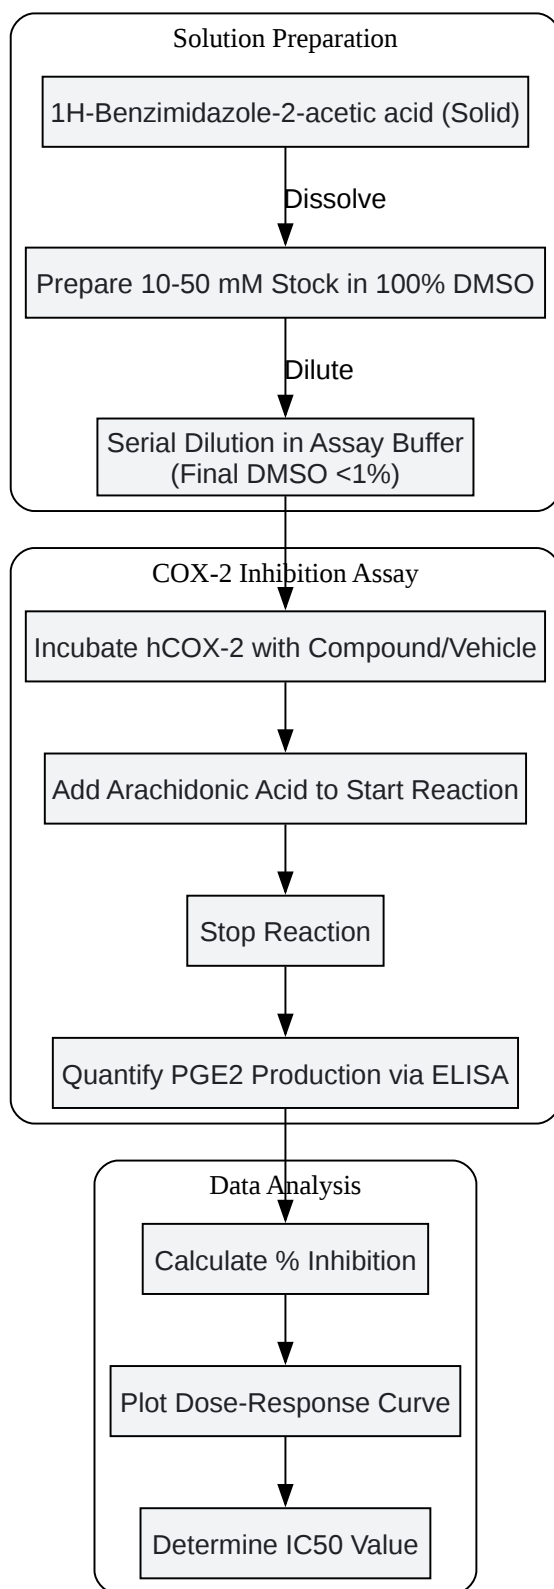 Solution Preparation
1H-Benzimidazole-2-acetic acid (Solid)
Dissolve
Prepare 10-50 mM Stock in 100% DMSO
Dilute
Serial Dilution in Assay Buffer
(Final DMSO <1%)
COX-2 Inhibition Assay
Incubate hCOX-2 with Compound/Vehicle
Add Arachidonic Acid to Start Reaction
Stop Reaction
Quantify PGE2 Production via ELISA
Data Analysis
Calculate % Inhibition
Plot Dose-Response Curve
Determine IC50 Value